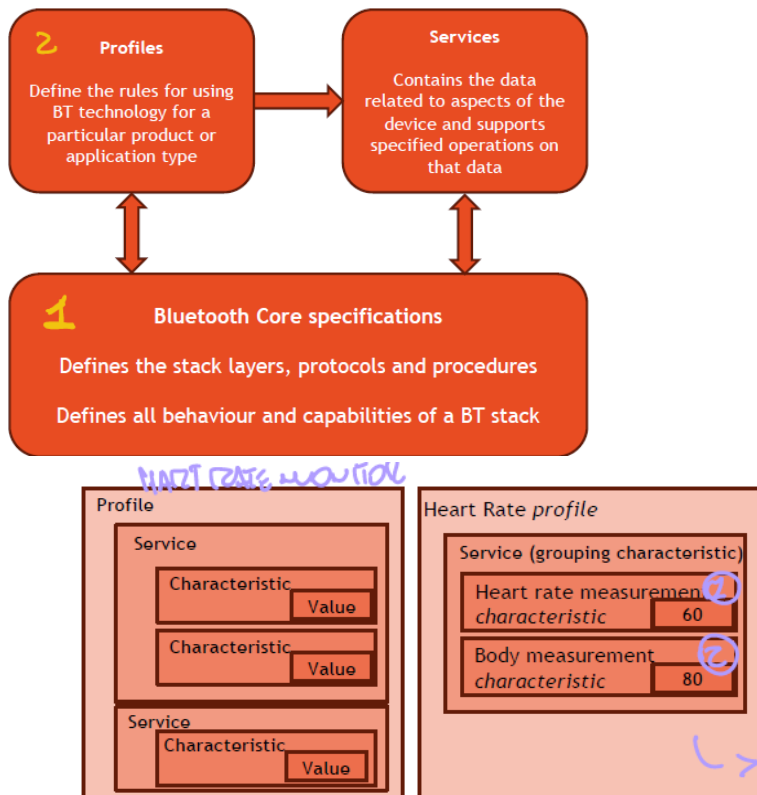 2
Profiles
Define the rules for using
BT technology for a
particular product or
application type
Services
Contains the data
related to aspects of the
device and supports
specified operations on
that data
1
Bluetooth Core specifications
Defines the stack layers, protocols and procedures
Defines all behaviour and capabilities of a BT stack
HART RATE MONITOR
Profile
Service
Characteristic
Value
Characteristic
Value
Service
Characteristic
Value
Heart Rate profile
Service (grouping characteristic)
Heart rate measurement 1
characteristic 60
Body measurement 2
characteristic 80